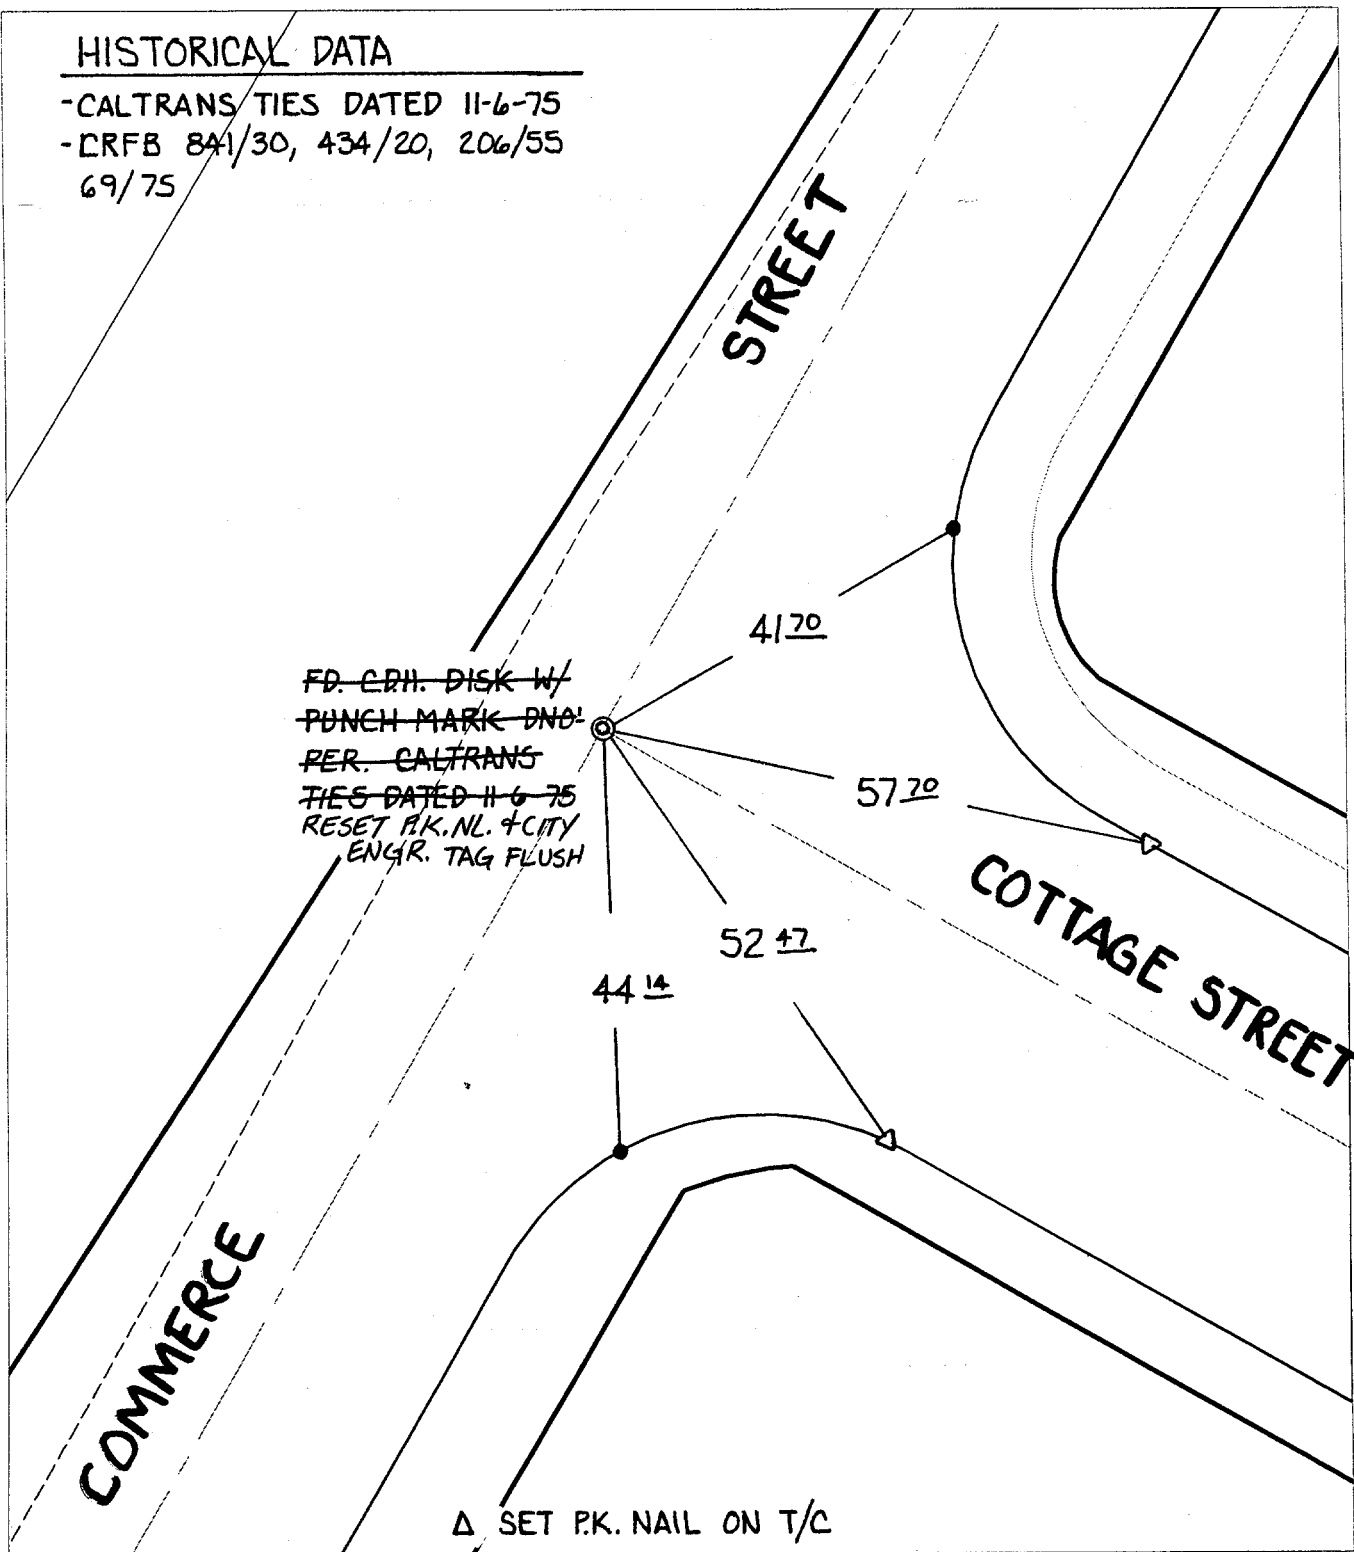 HISTORICAL DATA
-CALTRANS TIES DATED 11-6-75
-CRFB 841/30, 434/20, 206/55
69/75
STREET
41 70
FD. C.D.H. DISK W/
PUNCH MARK DNO'
PER. CALTRANS
TIES DATED 11-6-75
RESET P.K. NL. & CITY
ENGR. TAG FLUSH
57 70
52 47
44 14
COTTAGE STREET
COMMERCE
Δ SET P.K. NAIL ON T/C